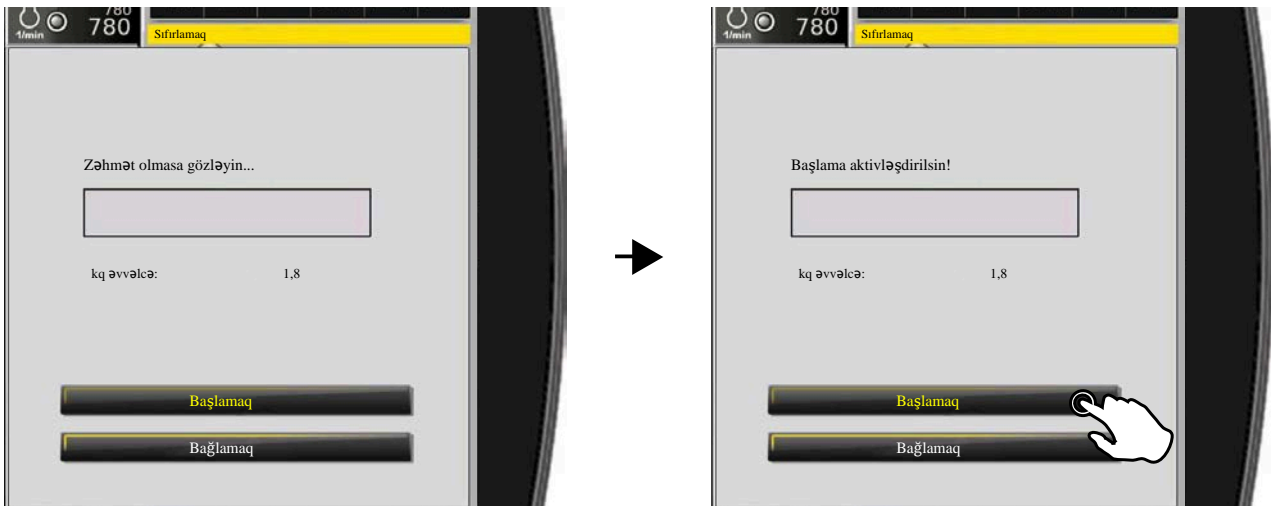 780
1/min 780
Sıfırlamaq
Zəhmət olmasa gözləyin...
kq əvvəlcə: 1,8
Başlamaq
Bağlamaq
780
1/min 780
Sıfırlamaq
Başlama aktivləşdirilsin!
kq əvvəlcə: 1,8
Başlamaq
Bağlamaq